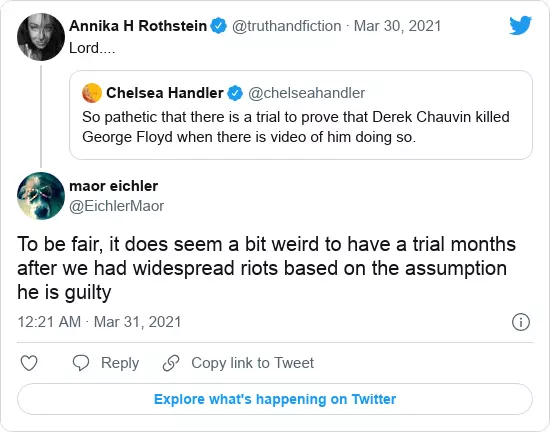 Annika H Rothstein @truthandfiction · Mar 30, 2021
Lord....
Chelsea Handler @chelseahandler
So pathetic that there is a trial to prove that Derek Chauvin killed
George Floyd when there is video of him doing so.
maor eichler
@EichlerMaor
To be fair, it does seem a bit weird to have a trial months
after we had widespread riots based on the assumption
he is guilty
12:21 AM · Mar 31, 2021
Reply Copy link to Tweet
Explore what's happening on Twitter